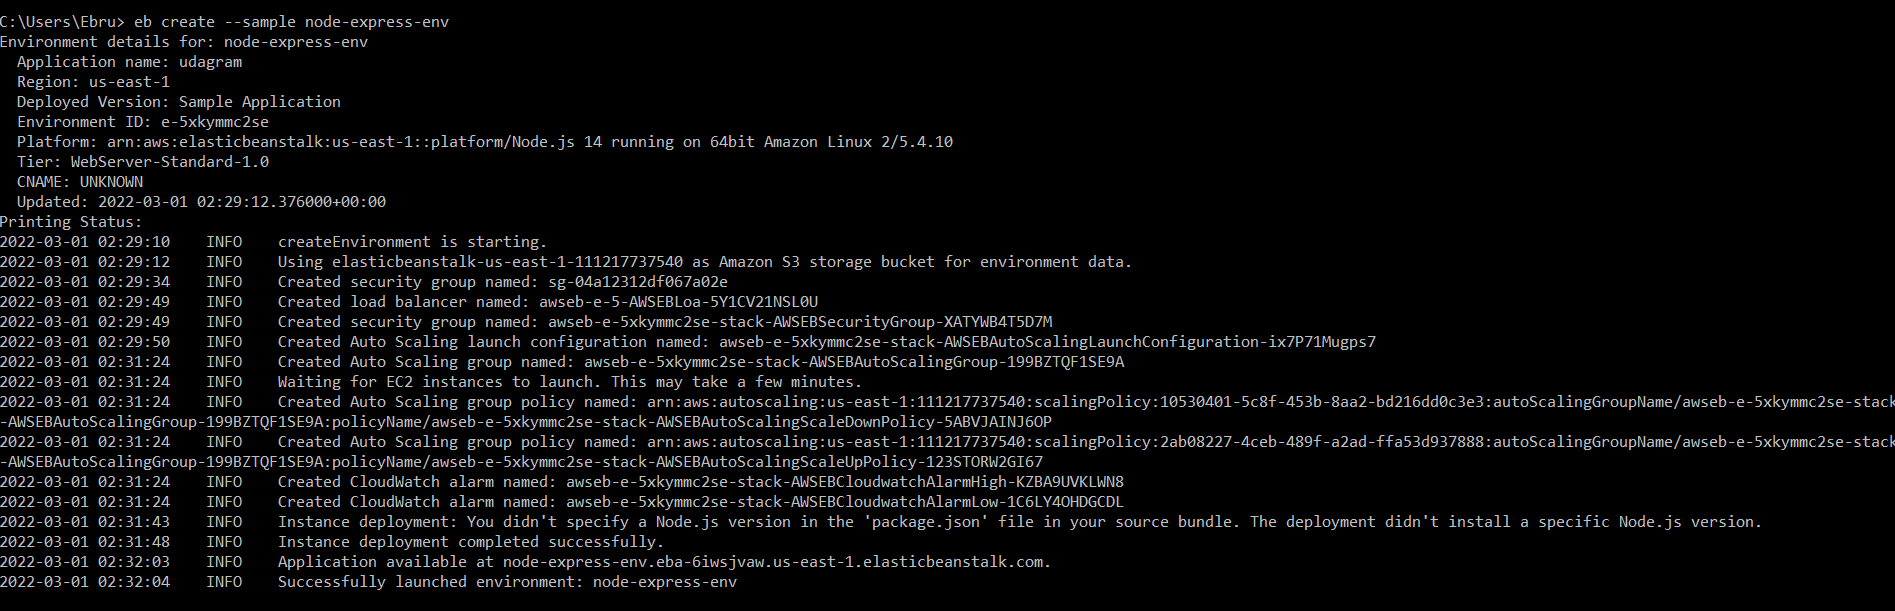 C:\Users\Ebru> eb create --sample node-express-env
Environment details for: node-express-env
  Application name: udagram
  Region: us-east-1
  Deployed Version: Sample Application
  Environment ID: e-5xkymmc2se
  Platform: arn:aws:elasticbeanstalk:us-east-1::platform/Node.js 14 running on 64bit Amazon Linux 2/5.4.10
  Tier: WebServer-Standard-1.0
  CNAME: UNKNOWN
  Updated: 2022-03-01 02:29:12.376000+00:00
Printing Status:
2022-03-01 02:29:10    INFO    createEnvironment is starting.
2022-03-01 02:29:12    INFO    Using elasticbeanstalk-us-east-1-111217737540 as Amazon S3 storage bucket for environment data.
2022-03-01 02:29:34    INFO    Created security group named: sg-04a12312df067a02e
2022-03-01 02:29:49    INFO    Created load balancer named: awseb-e-5-AWSEBLoa-5Y1CV21NSL0U
2022-03-01 02:29:49    INFO    Created security group named: awseb-e-5xkymmc2se-stack-AWSEBSecurityGroup-XATYWB4T5D7M
2022-03-01 02:29:50    INFO    Created Auto Scaling launch configuration named: awseb-e-5xkymmc2se-stack-AWSEBAutoScalingLaunchConfiguration-ix7P71Mugps7
2022-03-01 02:31:24    INFO    Created Auto Scaling group named: awseb-e-5xkymmc2se-stack-AWSEBAutoScalingGroup-199BZTQF1SE9A
2022-03-01 02:31:24    INFO    Waiting for EC2 instances to launch. This may take a few minutes.
2022-03-01 02:31:24    INFO    Created Auto Scaling group policy named: arn:aws:autoscaling:us-east-1:111217737540:scalingPolicy:10530401-5c8f-453b-8aa2-bd216dd0c3e3:autoScalingGroupName/awseb-e-5xkymmc2se-stack
-AWSEBAutoScalingGroup-199BZTQF1SE9A:policyName/awseb-e-5xkymmc2se-stack-AWSEBAutoScalingScaleDownPolicy-5ABVJAINJ6OP
2022-03-01 02:31:24    INFO    Created Auto Scaling group policy named: arn:aws:autoscaling:us-east-1:111217737540:scalingPolicy:2ab08227-4ceb-489f-a2ad-ffa53d937888:autoScalingGroupName/awseb-e-5xkymmc2se-stack
-AWSEBAutoScalingGroup-199BZTQF1SE9A:policyName/awseb-e-5xkymmc2se-stack-AWSEBAutoScalingScaleUpPolicy-123STORW2GI67
2022-03-01 02:31:24    INFO    Created CloudWatch alarm named: awseb-e-5xkymmc2se-stack-AWSEBCloudwatchAlarmHigh-KZBA9UVKLWN8
2022-03-01 02:31:24    INFO    Created CloudWatch alarm named: awseb-e-5xkymmc2se-stack-AWSEBCloudwatchAlarmLow-1C6LY4OHDGCDL
2022-03-01 02:31:43    INFO    Instance deployment: You didn't specify a Node.js version in the 'package.json' file in your source bundle. The deployment didn't install a specific Node.js version.
2022-03-01 02:31:48    INFO    Instance deployment completed successfully.
2022-03-01 02:32:03    INFO    Application available at node-express-env.eba-6iwsjvaw.us-east-1.elasticbeanstalk.com.
2022-03-01 02:32:04    INFO    Successfully launched environment: node-express-env